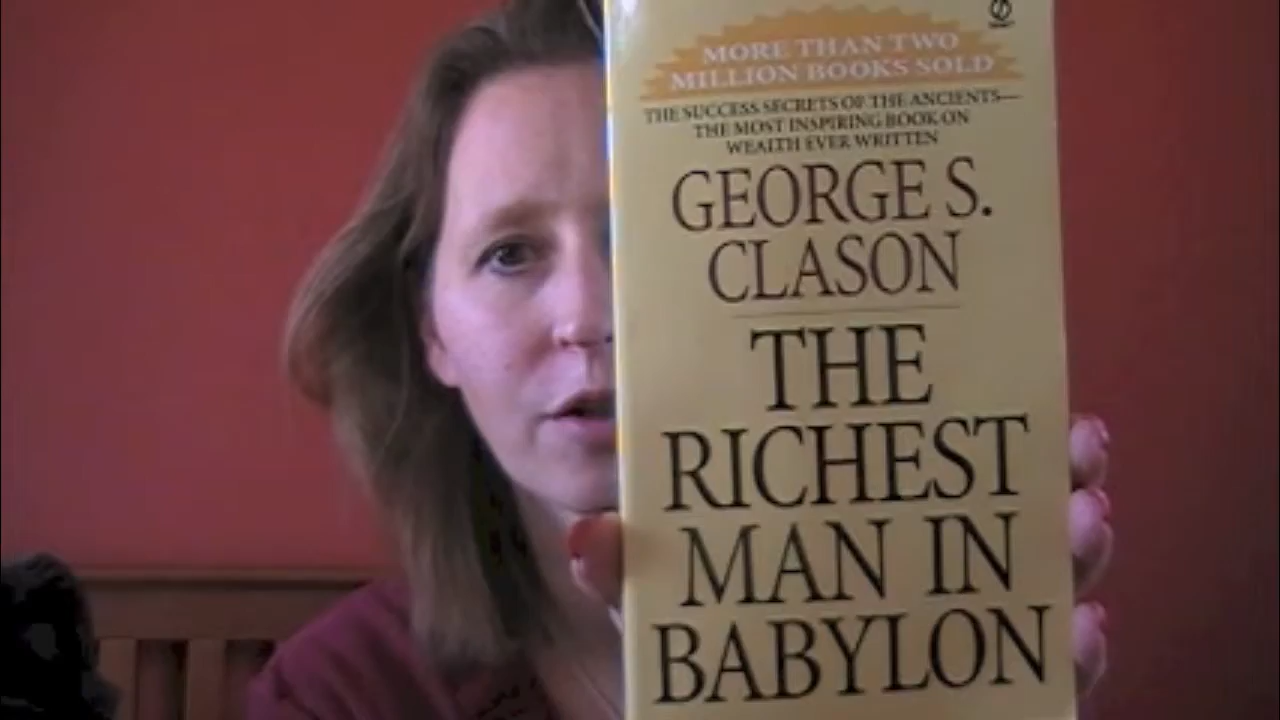 MORE THAN TWO
MILLION BOOKS SOLD
THE SUCCESS SECRETS OF THE ANCIENTS—
THE MOST INSPIRING BOOK ON
WEALTH EVER WRITTEN
GEORGE S.
CLASON
THE
RICHEST
MAN IN
BABYLON